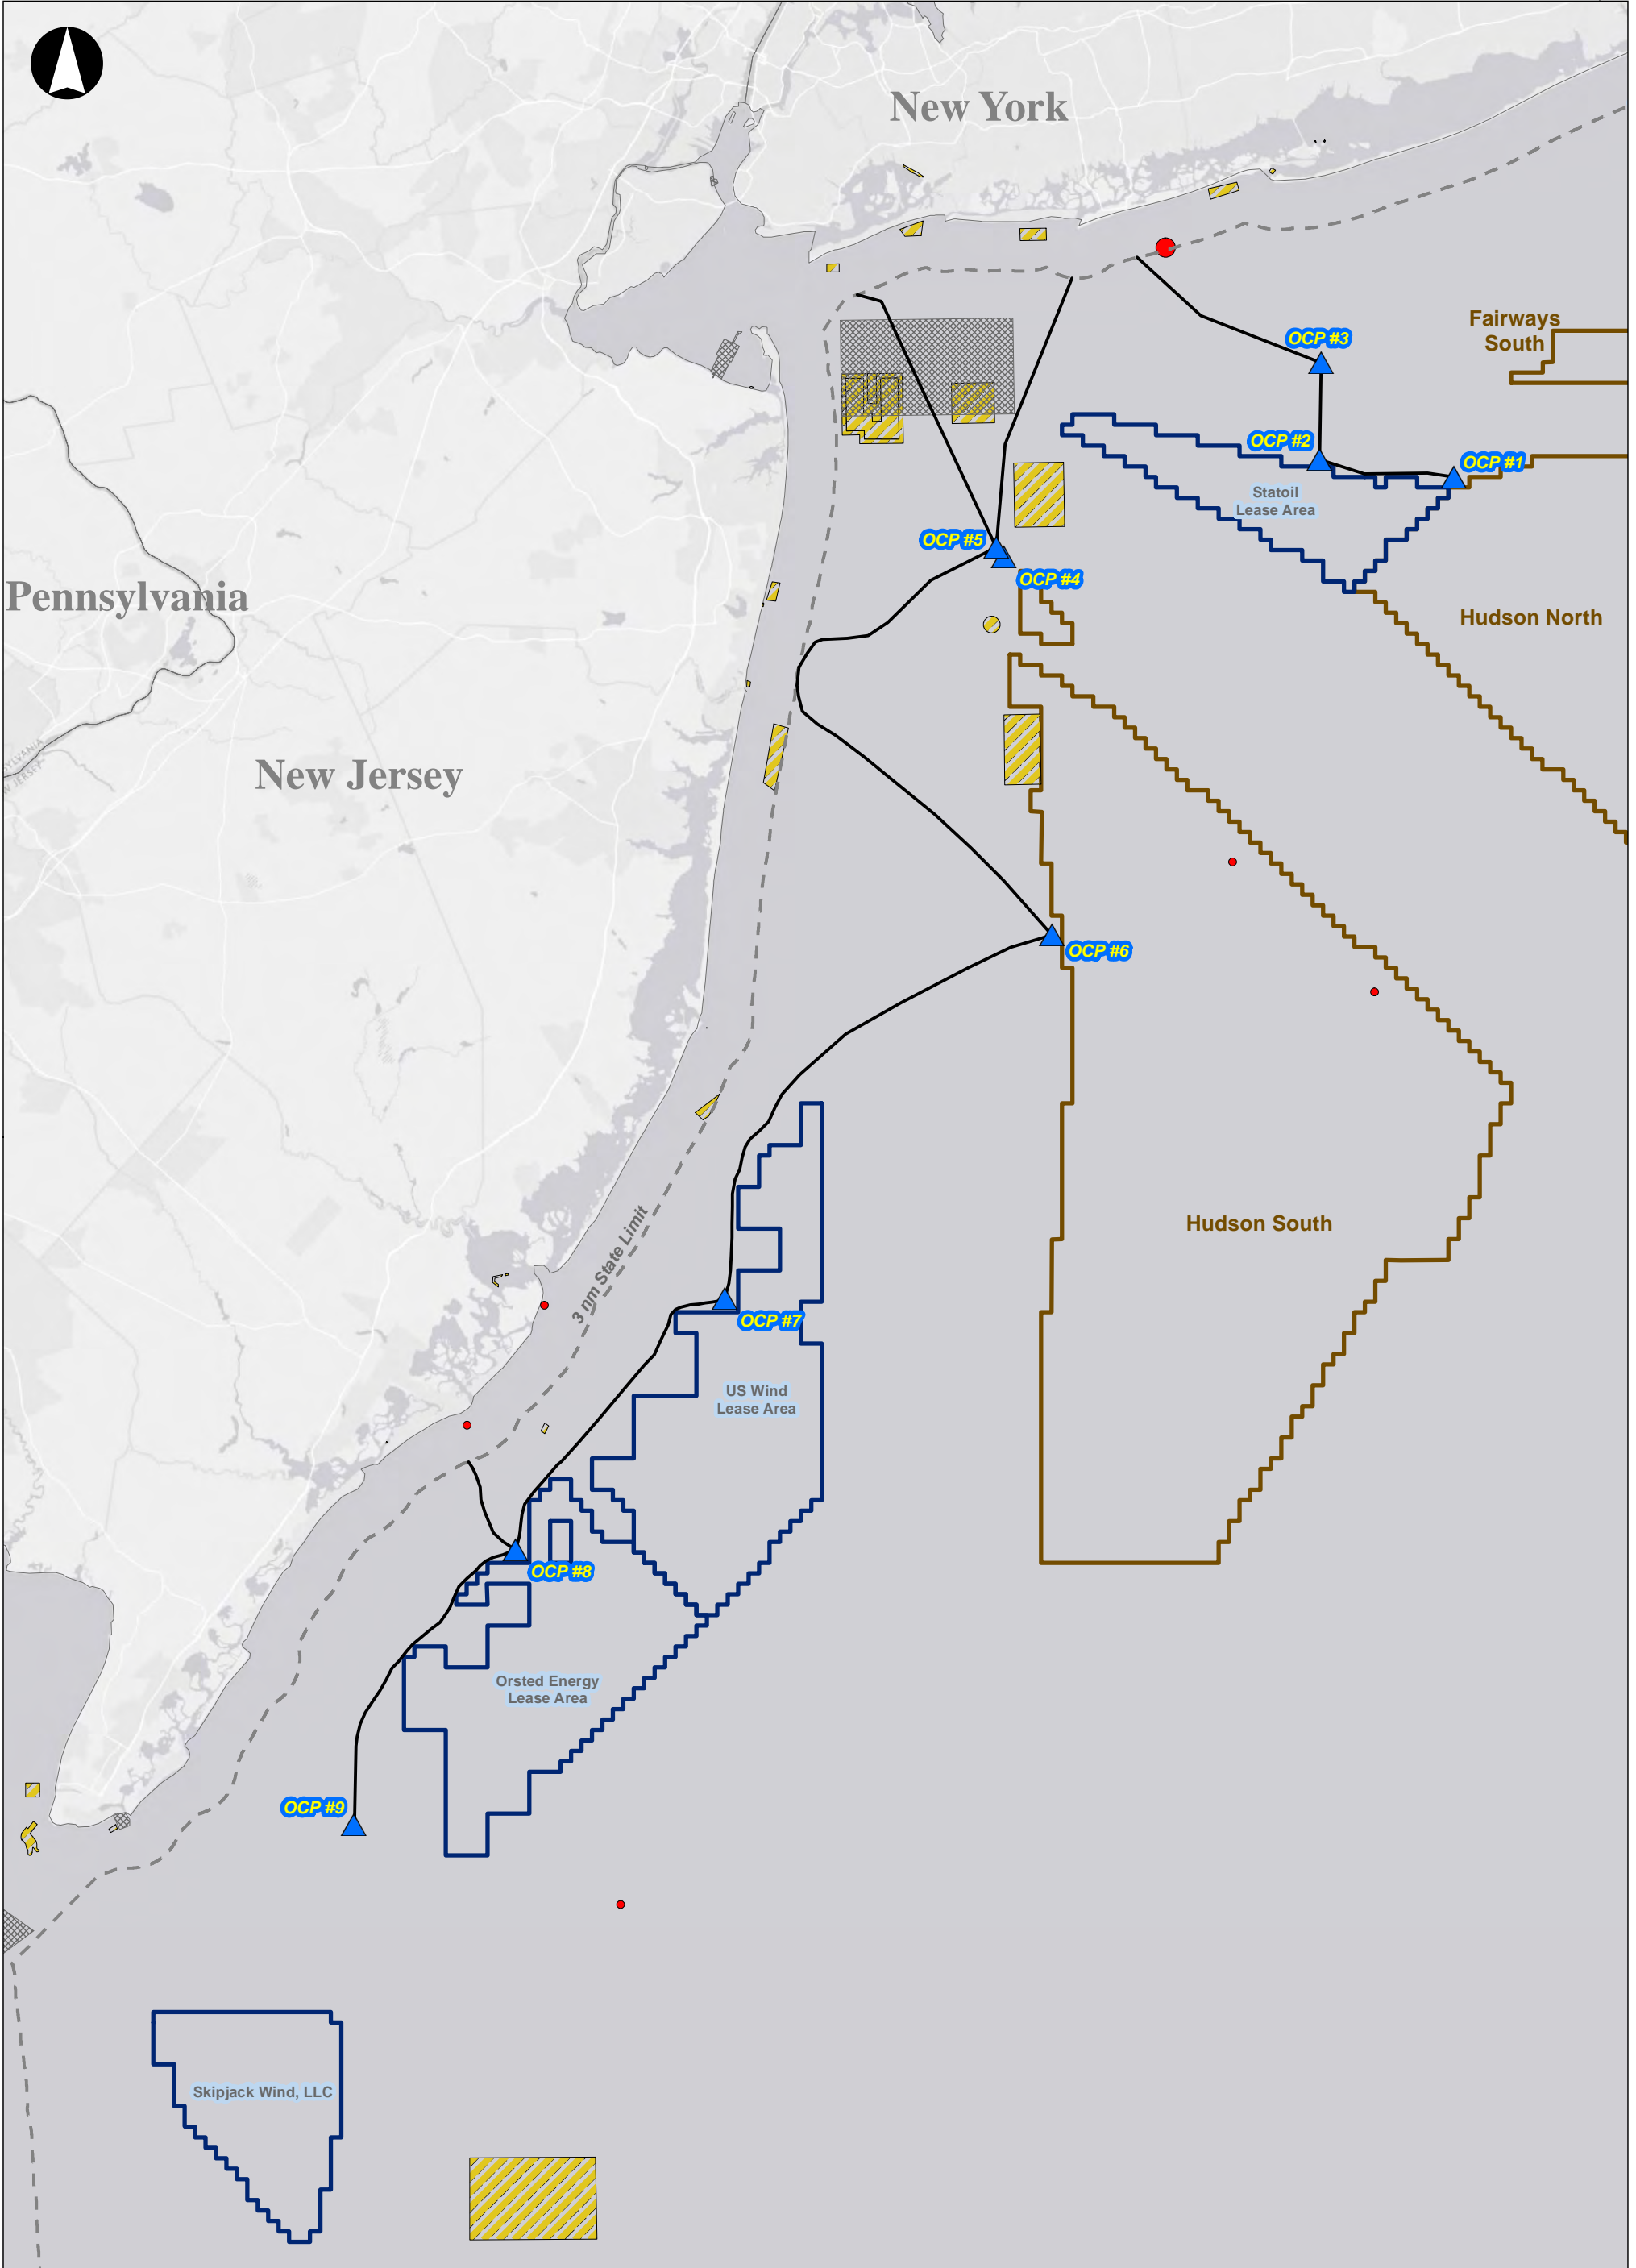 New York
Fairways
South
OCP #3
OCP #2
OCP #1
Statoil
Lease Area
OCP #5
OCP #4
Pennsylvania
Hudson North
New Jersey
OCP #6
Hudson South
3 nm State Limit
OCP #7
US Wind
Lease Area
OCP #8
Orsted Energy
Lease Area
OCP #9
Skipjack Wind, LLC